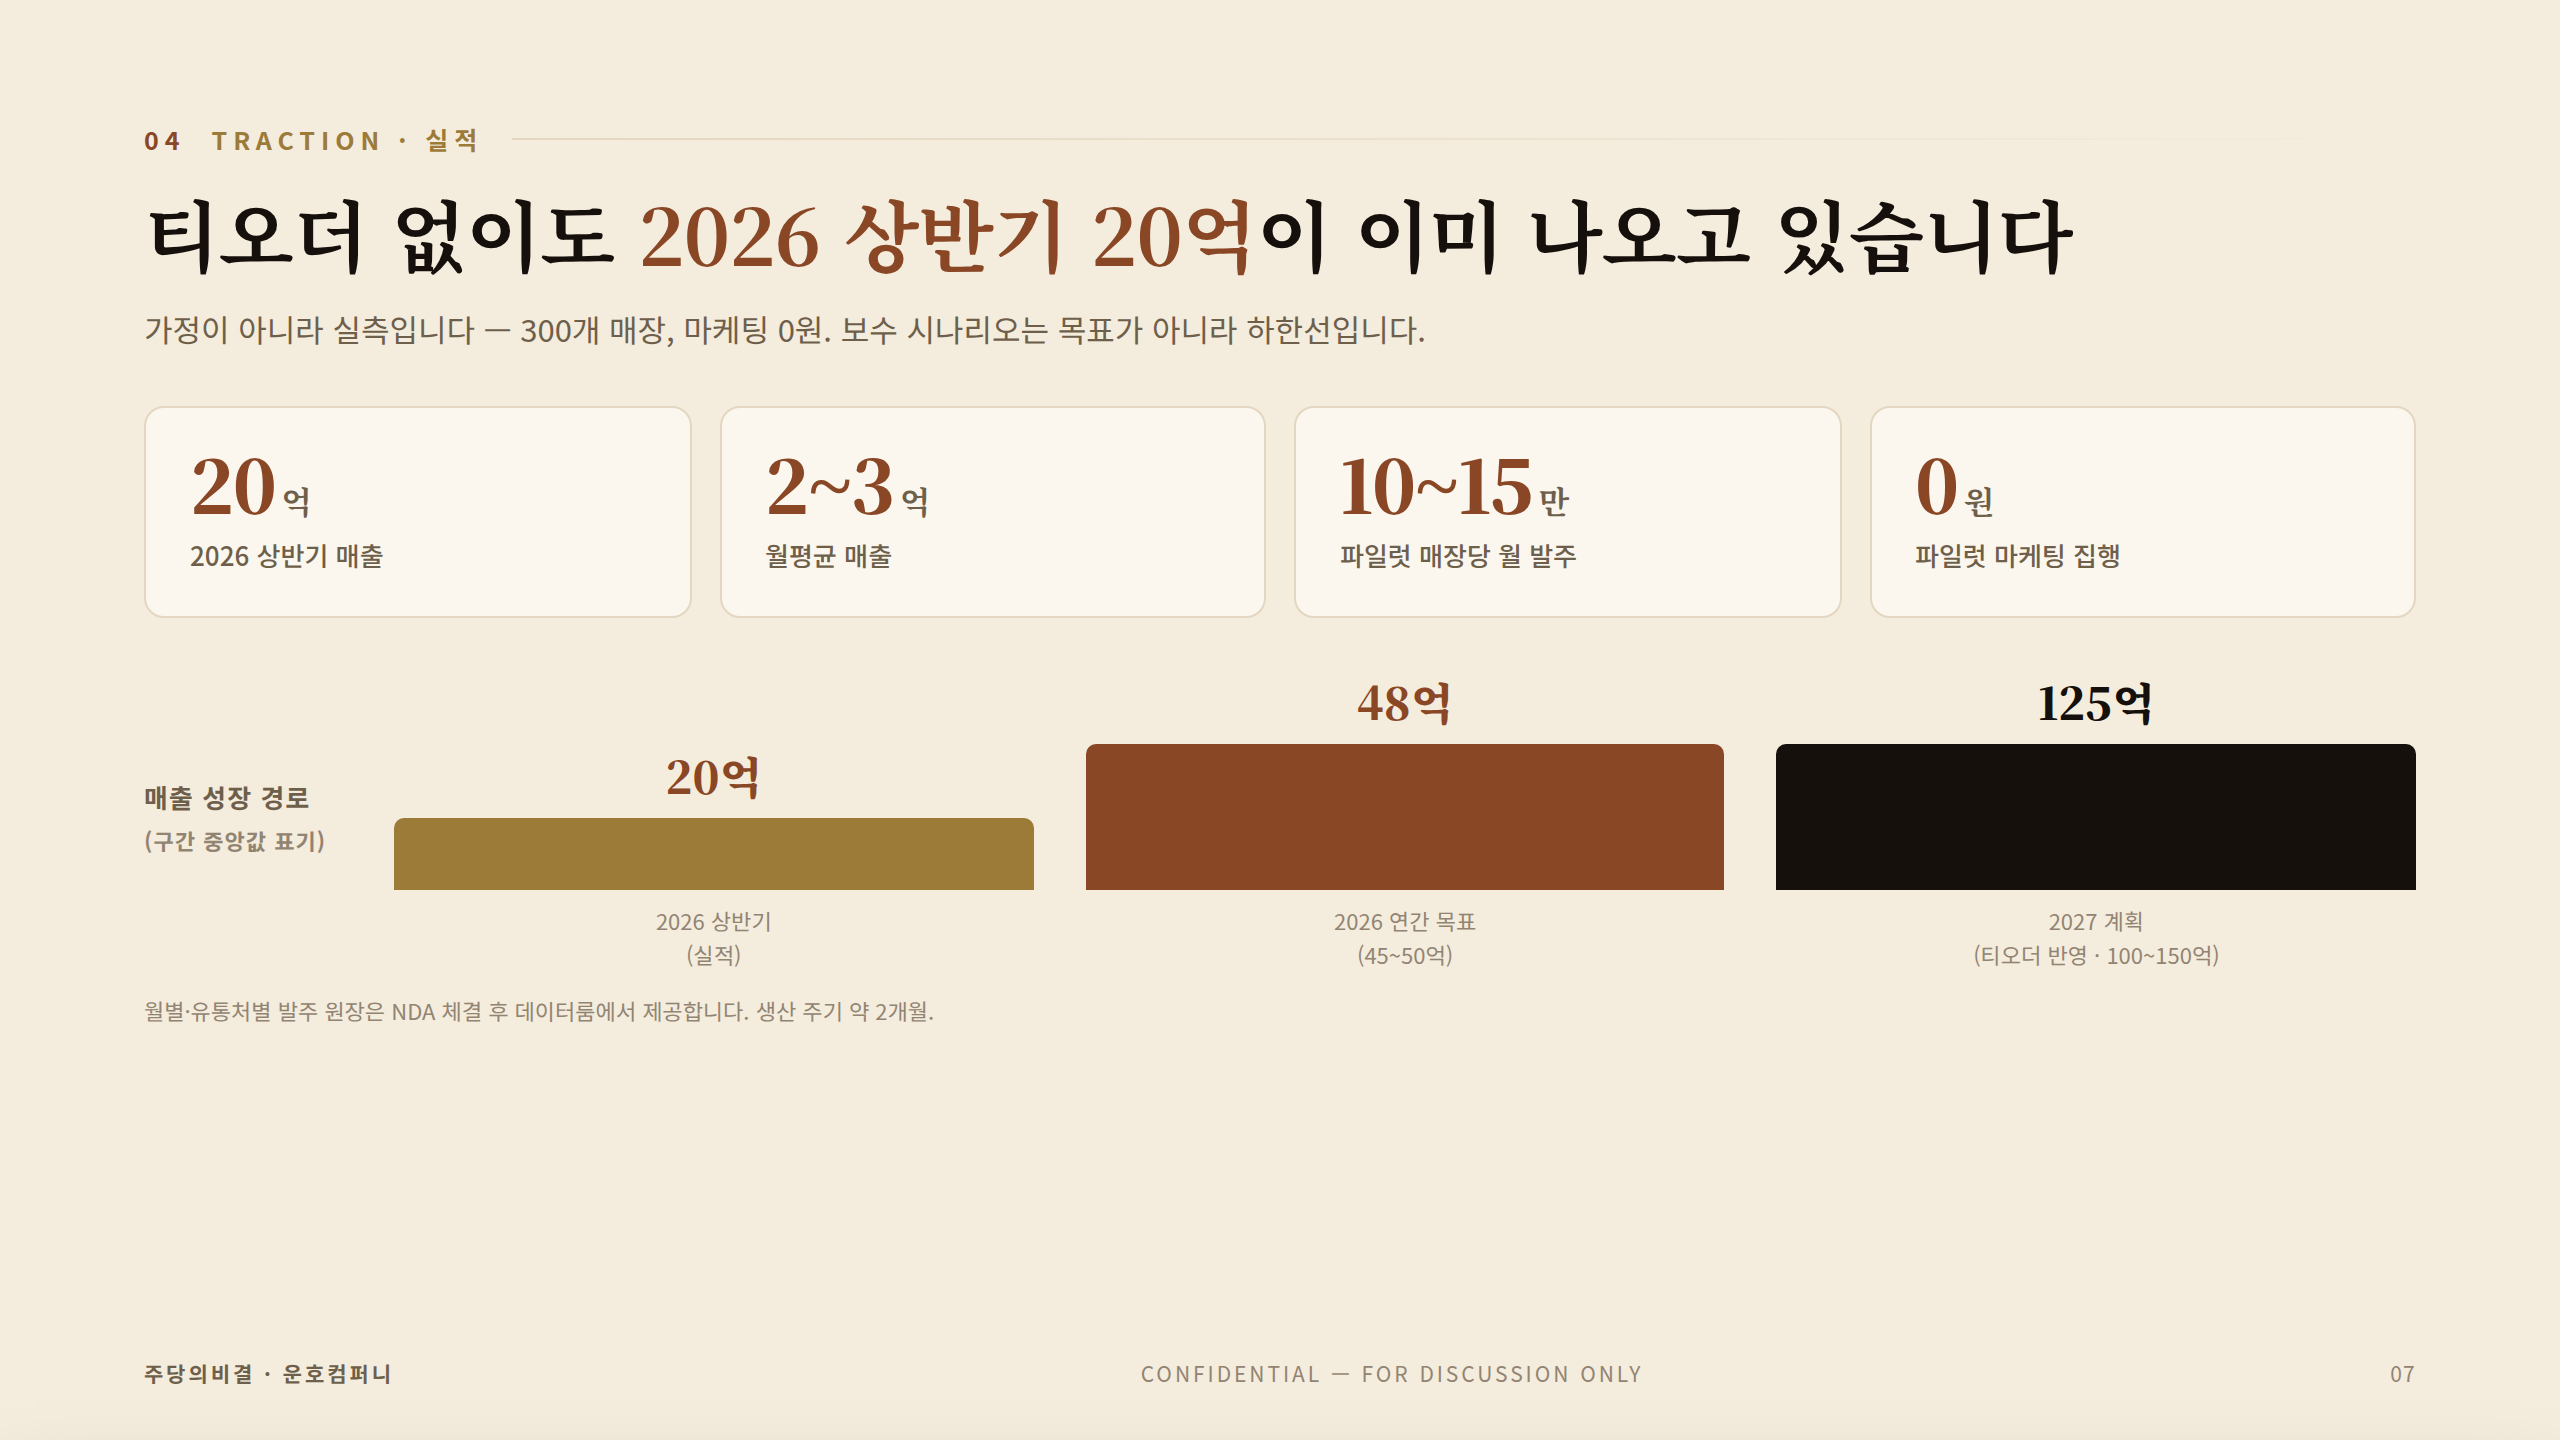 04 TRACTION · 실적
티오더 없이도 2026 상반기 20억이 이미 나오고 있습니다
가정이 아니라 실측입니다 — 300개 매장, 마케팅 0원. 보수 시나리오는 목표가 아니라 하한선입니다.
20억
2026 상반기 매출
2~3억
월평균 매출
10~15만
파일럿 매장당 월 발주
0원
파일럿 마케팅 집행
매출 성장 경로
(구간 중앙값 표기)
20억
2026 상반기
(실적)
48억
2026 연간 목표
(45~50억)
125억
2027 계획
(티오더 반영 · 100~150억)
월별·유통처별 발주 원장은 NDA 체결 후 데이터룸에서 제공합니다. 생산 주기 약 2개월.
주당의비결 · 운호컴퍼니
CONFIDENTIAL — FOR DISCUSSION ONLY
07